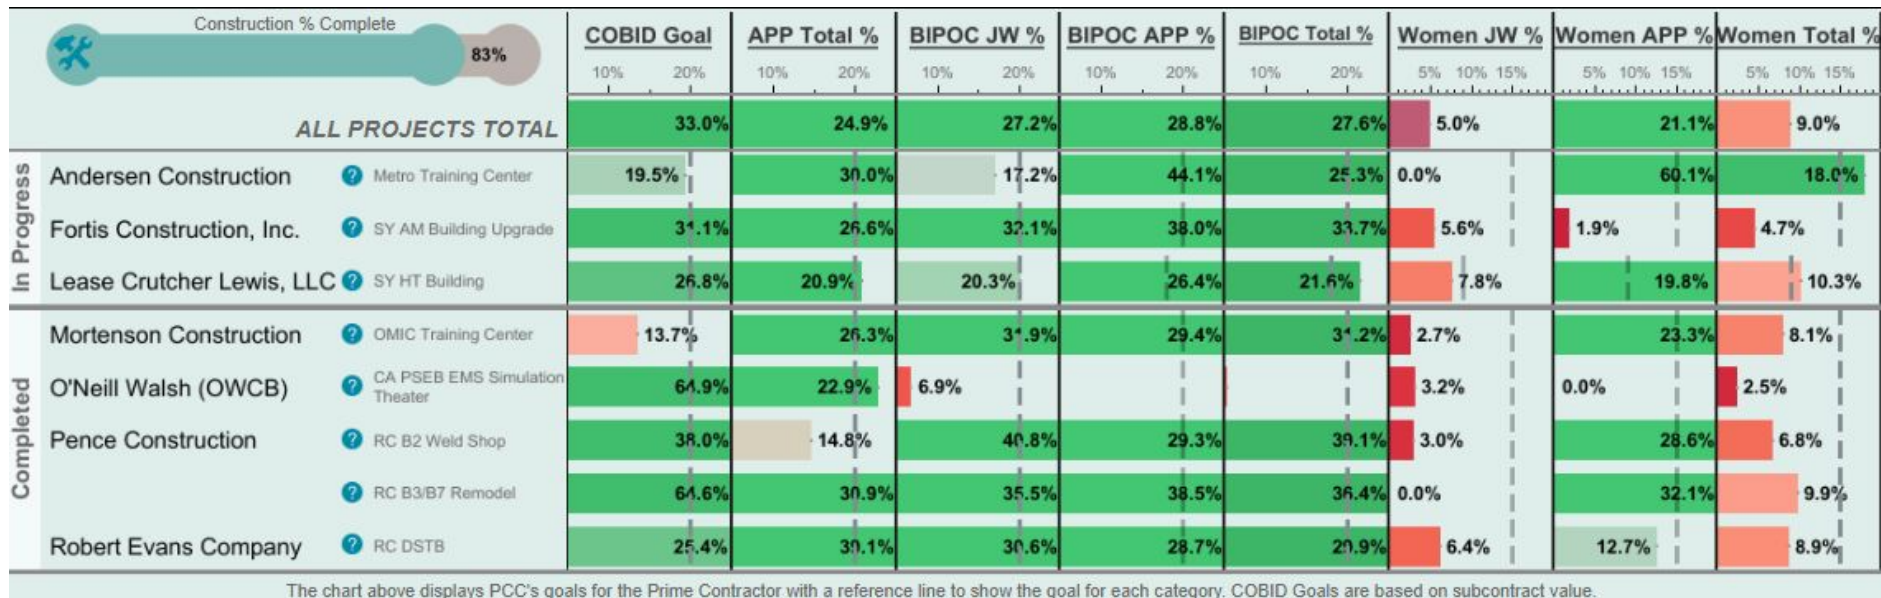 Construction % Complete
83%
COBID Goal APP Total % BIPOC JW % BIPOC APP % BIPOC Total % Women JW % Women APP % Women Total %
10% 20% 10% 20% 10% 20% 10% 20% 10% 20% 5% 10% 15% 5% 10% 15% 5% 10% 15%
ALL PROJECTS TOTAL 33.0% 24.9% 27.2% 28.8% 27.6% 5.0% 21.1% 9.0%
In Progress
Andersen Construction ? Metro Training Center 19.5% 30.0% 17.2% 44.1% 25.3% 0.0% 60.1% 18.0%
Fortis Construction, Inc. ? SY AM Building Upgrade 31.1% 26.6% 32.1% 38.0% 33.7% 5.6% 1.9% 4.7%
Lease Crutcher Lewis, LLC ? SY HT Building 26.8% 20.9% 20.3% 26.4% 21.6% 7.8% 19.8% 10.3%
Completed
Mortenson Construction ? OMIC Training Center 13.7% 26.3% 31.9% 29.4% 31.2% 2.7% 23.3% 8.1%
O'Neill Walsh (OWCB) ? CA PSEB EMS Simulation
Theater 64.9% 22.9% 6.9% 3.2% 0.0% 2.5%
Pence Construction ? RC B2 Weld Shop 38.0% 14.8% 40.8% 29.3% 39.1% 3.0% 28.6% 6.8%
? RC B3/B7 Remodel 64.6% 30.9% 35.5% 38.5% 36.4% 0.0% 32.1% 9.9%
Robert Evans Company ? RC DSTB 25.4% 30.1% 30.6% 28.7% 29.9% 6.4% 12.7% 8.9%
The chart above displays PCC's goals for the Prime Contractor with a reference line to show the goal for each category. COBID Goals are based on subcontract value.